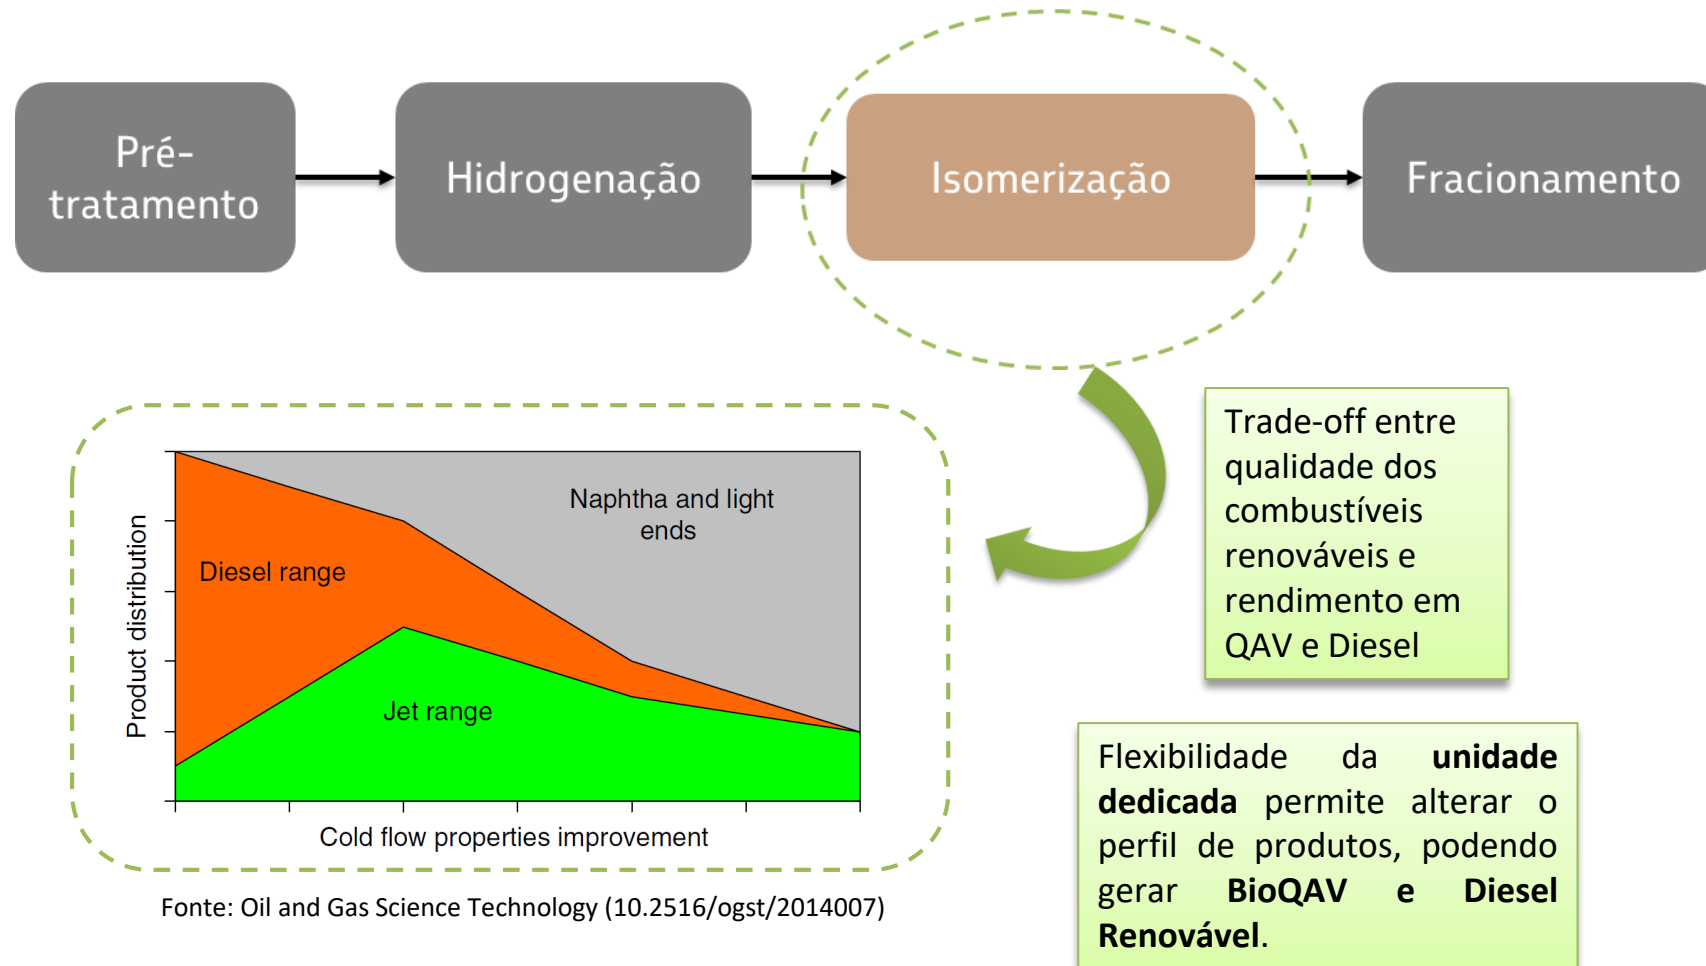 Pré-
tratamento
Hidrogenação
Isomerização
Fracionamento
Trade-off entre
qualidade dos
combustíveis
renováveis e
rendimento em
QAV e Diesel
Naphtha and light
ends
Diesel range
Jet range
Product distribution
Cold flow properties improvement
Fonte: Oil and Gas Science Technology (10.2516/ogst/2014007)
Flexibilidade da unidade
dedicada permite alterar o
perfil de produtos, podendo
gerar BioQAV e Diesel
Renovável.